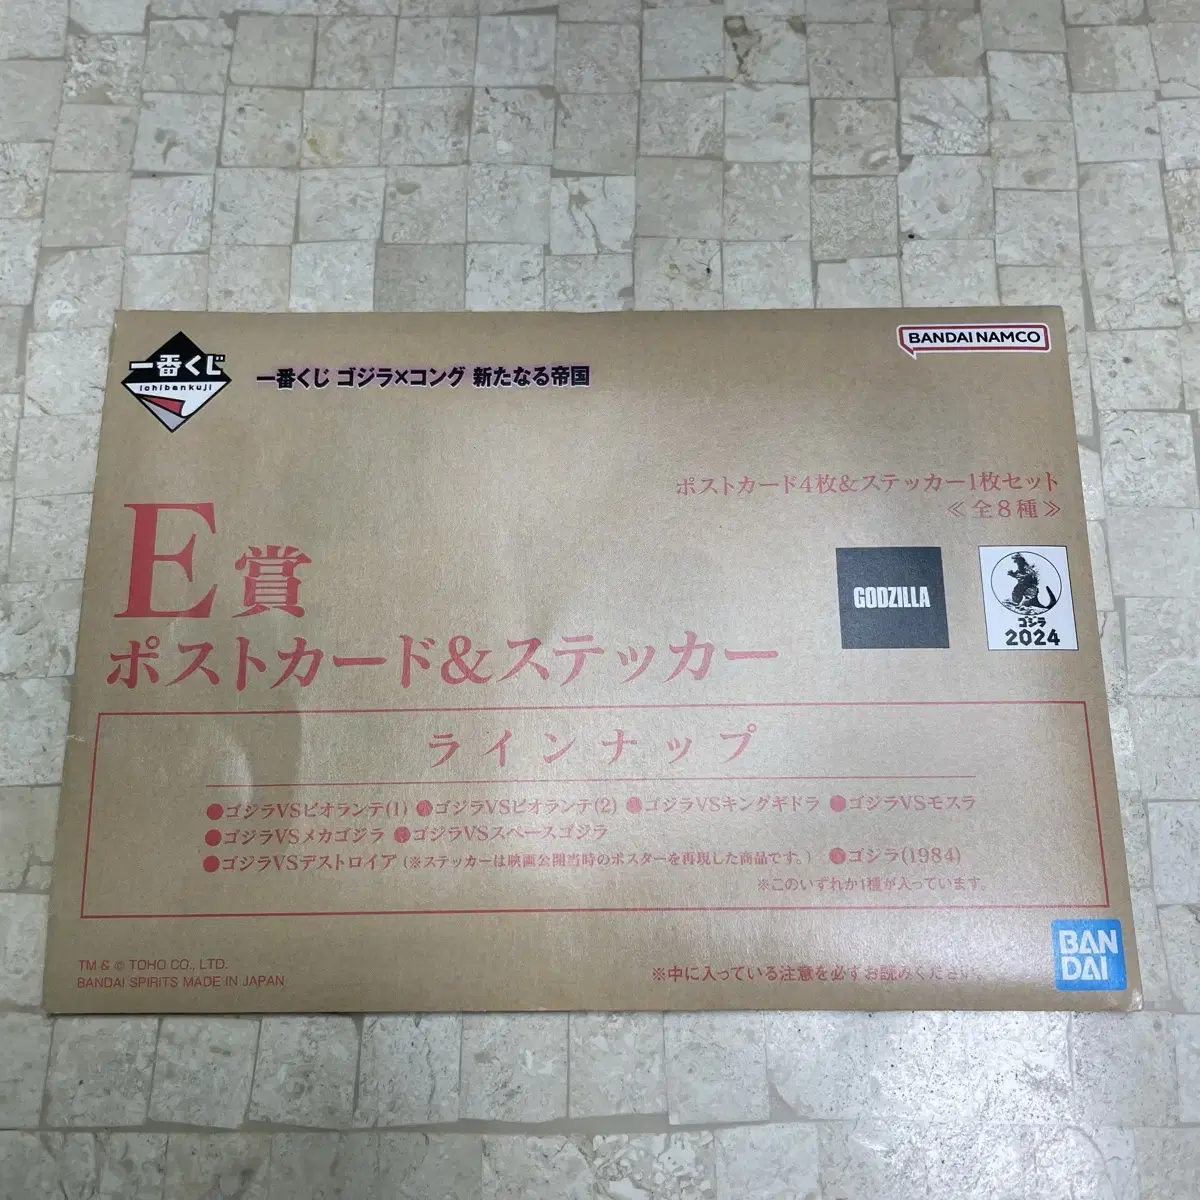 一番くじ
ichibankuji
一番くじ ゴジラ×コング 新たなる帝国
BANDAI NAMCO
ポストカード4枚&ステッカー1枚セット
≪全8種≫
E賞
ポストカード&ステッカー
GODZILLA
ゴジラ
2024
ラインナップ
●ゴジラVSビオランテ(1) ●ゴジラVSビオランテ(2) ●ゴジラVSキングギドラ ●ゴジラVSモスラ
●ゴジラVSメカゴジラ ●ゴジラVSスペースゴジラ
●ゴジラVSデストロイア (※ステッカーは映画公開当時のポスターを再現した商品です。) ●ゴジラ(1984)
※このいずれか1種が入っています。
TM & © TOHO CO., LTD.
BANDAI SPIRITS MADE IN JAPAN
※中に入っている注意を必ずお読みください。
BAN
DAI